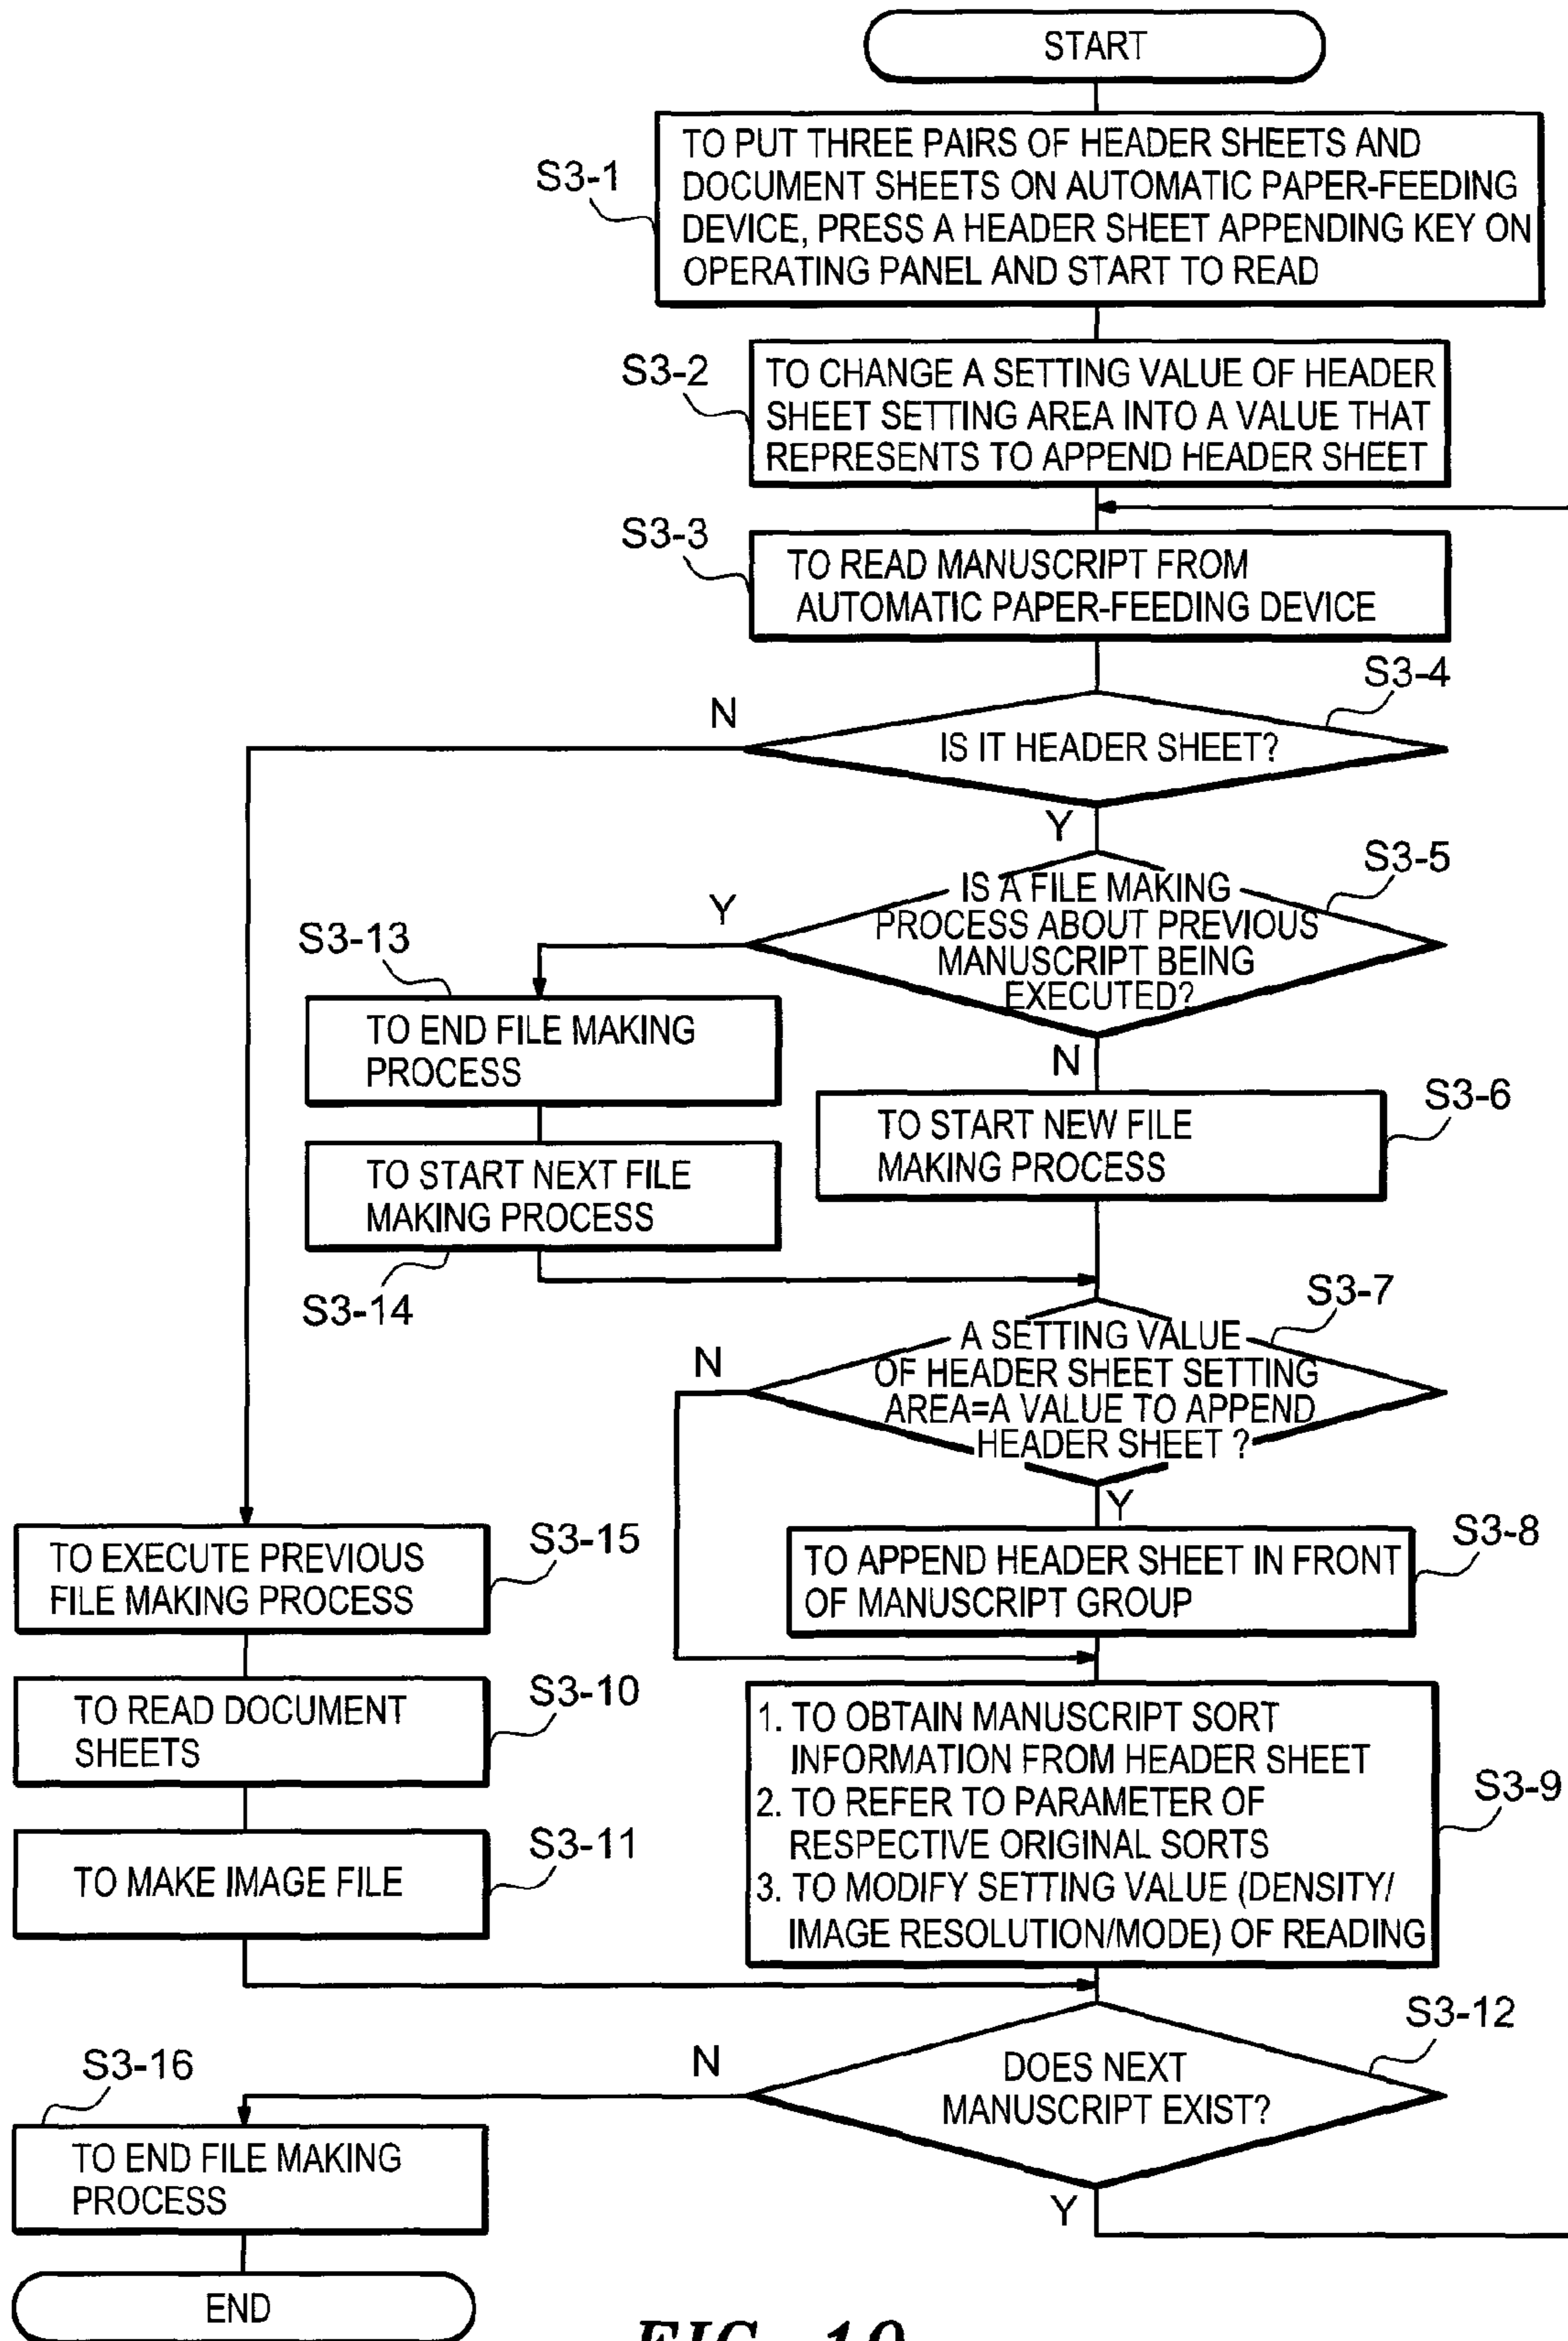 START
S3-1
TO PUT THREE PAIRS OF HEADER SHEETS AND
DOCUMENT SHEETS ON AUTOMATIC PAPER-FEEDING
DEVICE, PRESS A HEADER SHEET APPENDING KEY ON
OPERATING PANEL AND START TO READ
S3-2
TO CHANGE A SETTING VALUE OF HEADER
SHEET SETTING AREA INTO A VALUE THAT
REPRESENTS TO APPEND HEADER SHEET
S3-3
TO READ MANUSCRIPT FROM
AUTOMATIC PAPER-FEEDING DEVICE
S3-4
N
IS IT HEADER SHEET?
Y
S3-5
IS A FILE MAKING
PROCESS ABOUT PREVIOUS
MANUSCRIPT BEING
EXECUTED?
Y
N
S3-13
TO END FILE MAKING
PROCESS
S3-6
TO START NEW FILE
MAKING PROCESS
TO START NEXT FILE
MAKING PROCESS
S3-14
S3-7
A SETTING VALUE
OF HEADER SHEET SETTING
AREA=A VALUE TO APPEND
HEADER SHEET ?
N
Y
S3-8
TO APPEND HEADER SHEET IN FRONT
OF MANUSCRIPT GROUP
S3-15
TO EXECUTE PREVIOUS
FILE MAKING PROCESS
S3-10
TO READ DOCUMENT
SHEETS
S3-11
TO MAKE IMAGE FILE
S3-9
1. TO OBTAIN MANUSCRIPT SORT
INFORMATION FROM HEADER SHEET
2. TO REFER TO PARAMETER OF
RESPECTIVE ORIGINAL SORTS
3. TO MODIFY SETTING VALUE (DENSITY/
IMAGE RESOLUTION/MODE) OF READING
S3-12
DOES NEXT
MANUSCRIPT EXIST?
N
Y
S3-16
TO END FILE MAKING
PROCESS
END